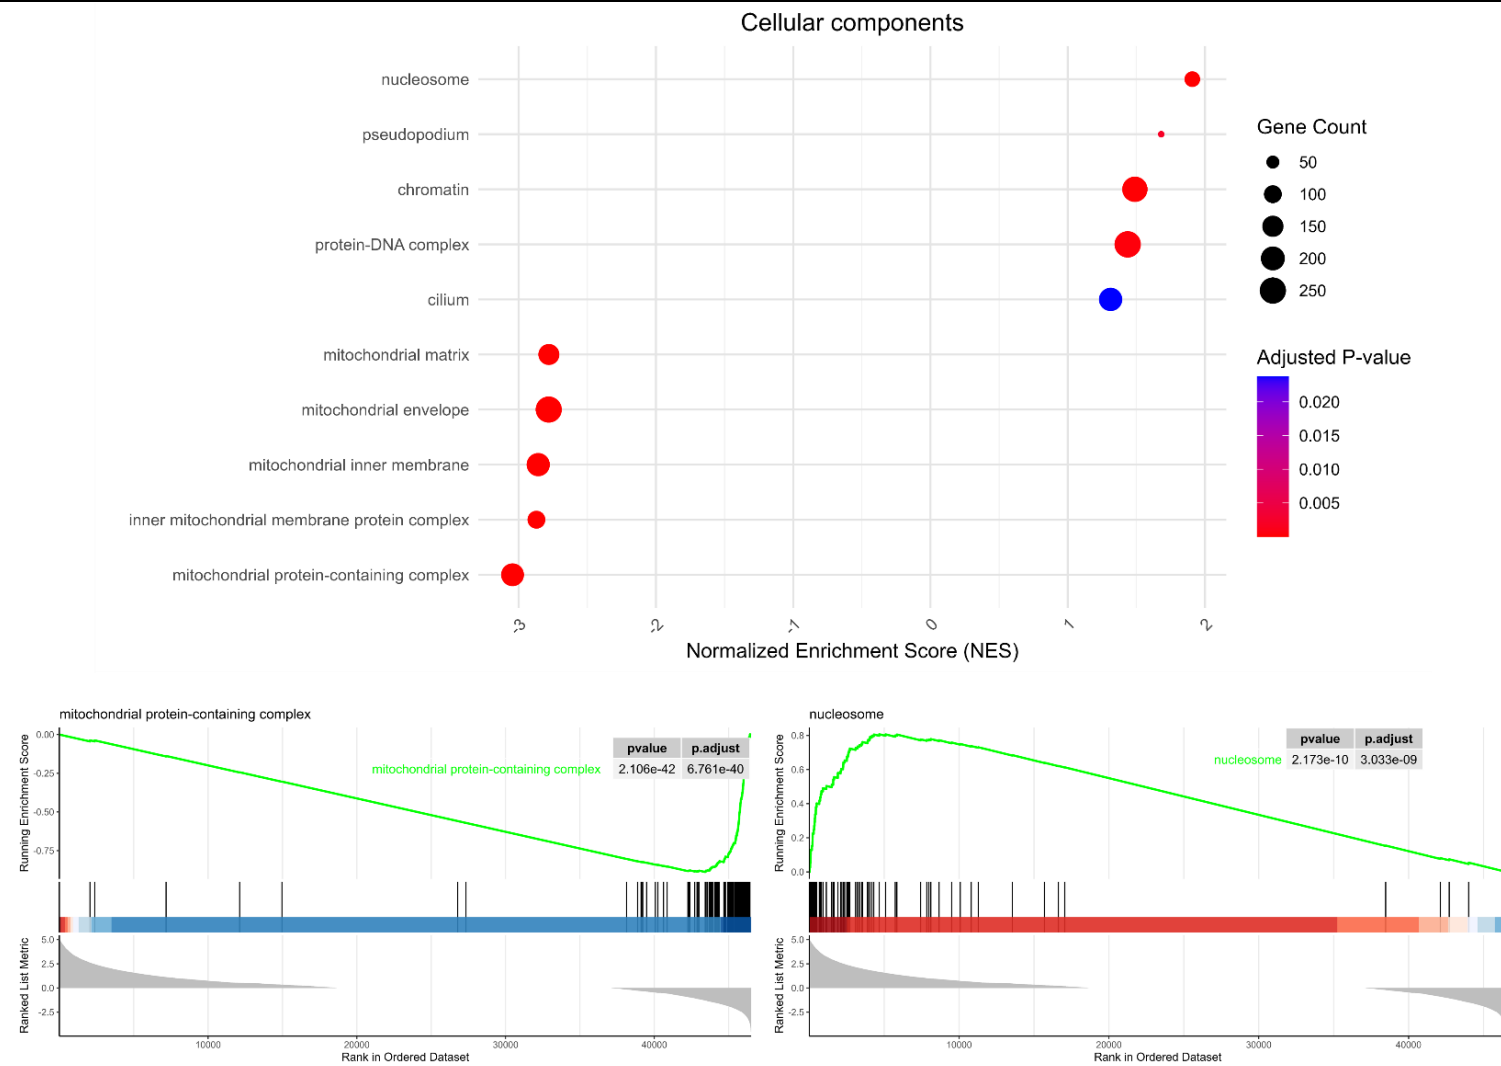 Cellular components
nucleosome
pseudopodium
chromatin
protein-DNA complex
cilium
mitochondrial matrix
mitochondrial envelope
mitochondrial inner membrane
inner mitochondrial membrane protein complex
mitochondrial protein-containing complex
-3 -2 -1 0 1 2
Normalized Enrichment Score (NES)
Gene Count
50
100
150
200
250
Adjusted P-value
0.020
0.015
0.010
0.005
mitochondrial protein-containing complex
Running Enrichment Score
0.00
-0.25
-0.50
-0.75
pvalue p.adjust
mitochondrial protein-containing complex 2.106e-42 6.761e-40
Ranked List Metric
5.0
2.5
0.0
-2.5
10000 20000 30000 40000
Rank in Ordered Dataset
nucleosome
Running Enrichment Score
0.8
0.6
0.4
0.2
0.0
pvalue p.adjust
nucleosome 2.173e-10 3.033e-09
Ranked List Metric
5.0
2.5
0.0
-2.5
10000 20000 30000 40000
Rank in Ordered Dataset